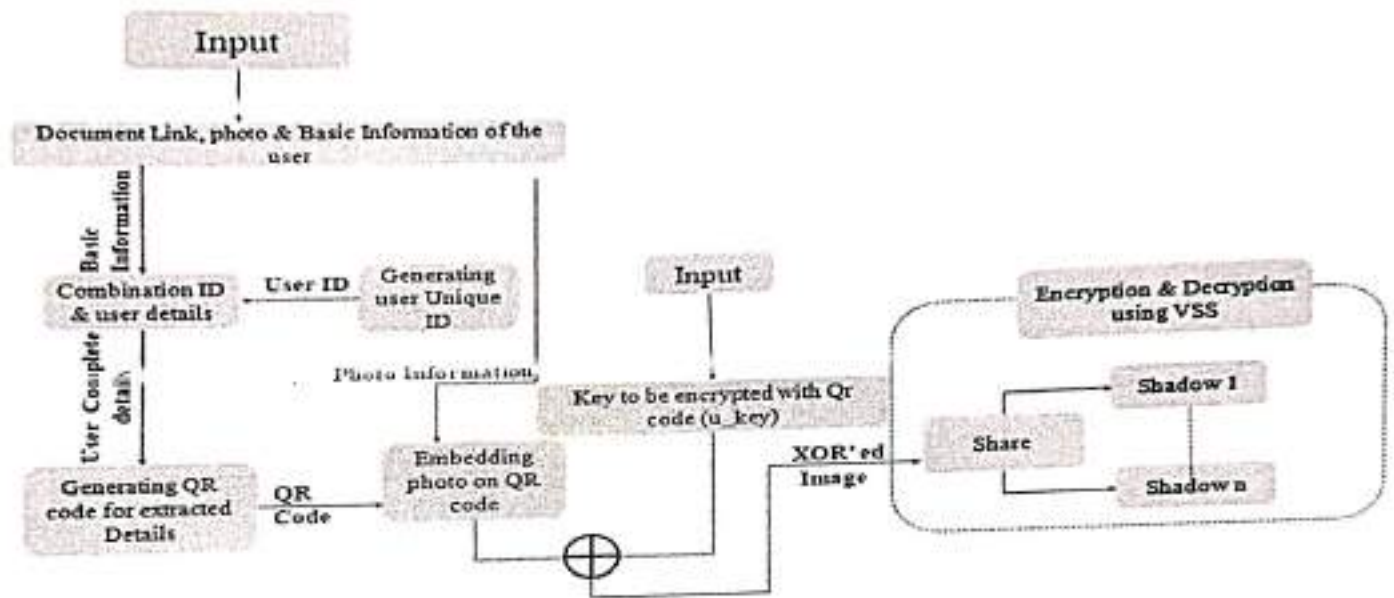 Input
Document Link, photo & Basic Information of the
user
Basic
Information
Combination ID
& user details
User ID
Generating
user Unique
ID
User Complete
details
Photo Information,
Generating QR
code for extracted
Details
QR
Code
Embedding
photo on QR
code
Input
Key to be encrypted with Qr
code (u_key)
XOR'ed
Image
Encryption & Decryption
using VSS
Share
Shadow 1
Shadow n